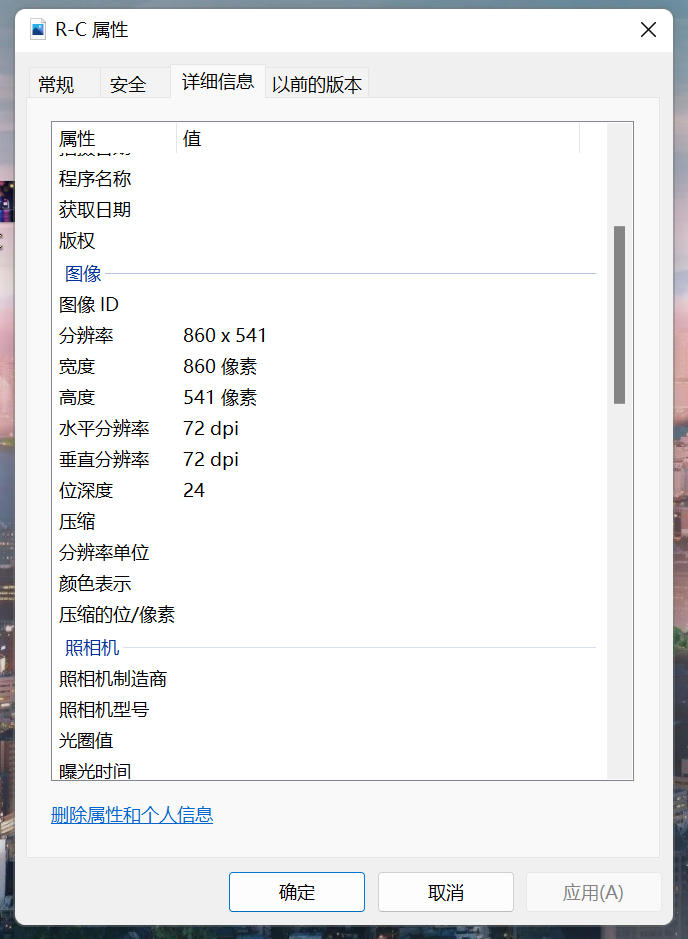 R-C 属性
常规 安全 详细信息 以前的版本
属性 值
程序名称
获取日期
版权
图像
图像 ID
分辨率 860 x 541
宽度 860 像素
高度 541 像素
水平分辨率 72 dpi
垂直分辨率 72 dpi
位深度 24
压缩
分辨率单位
颜色表示
压缩的位/像素
照相机
照相机制造商
照相机型号
光圈值
曝光时间
删除属性和个人信息
确定 取消 应用(A)